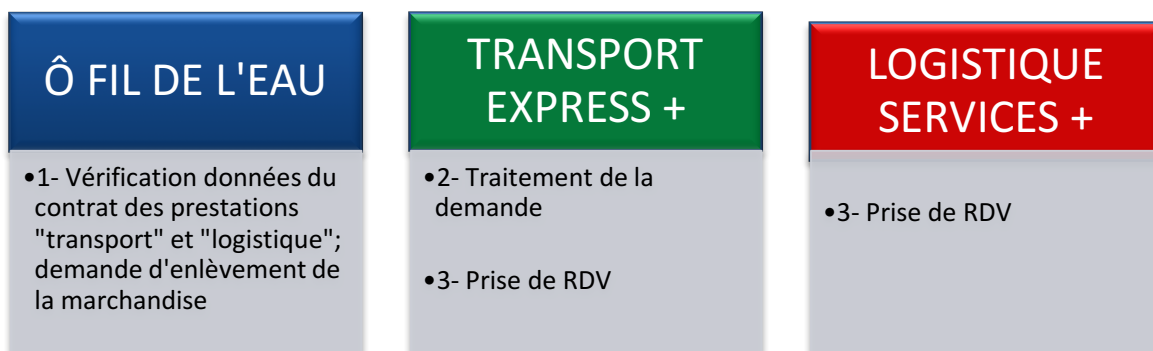 Ô FIL DE L'EAU
•1- Vérification données du
contrat des prestations
"transport" et "logistique";
demande d'enlèvement de
la marchandise
TRANSPORT
EXPRESS +
•2- Traitement de la
demande
•3- Prise de RDV
LOGISTIQUE
SERVICES +
•3- Prise de RDV